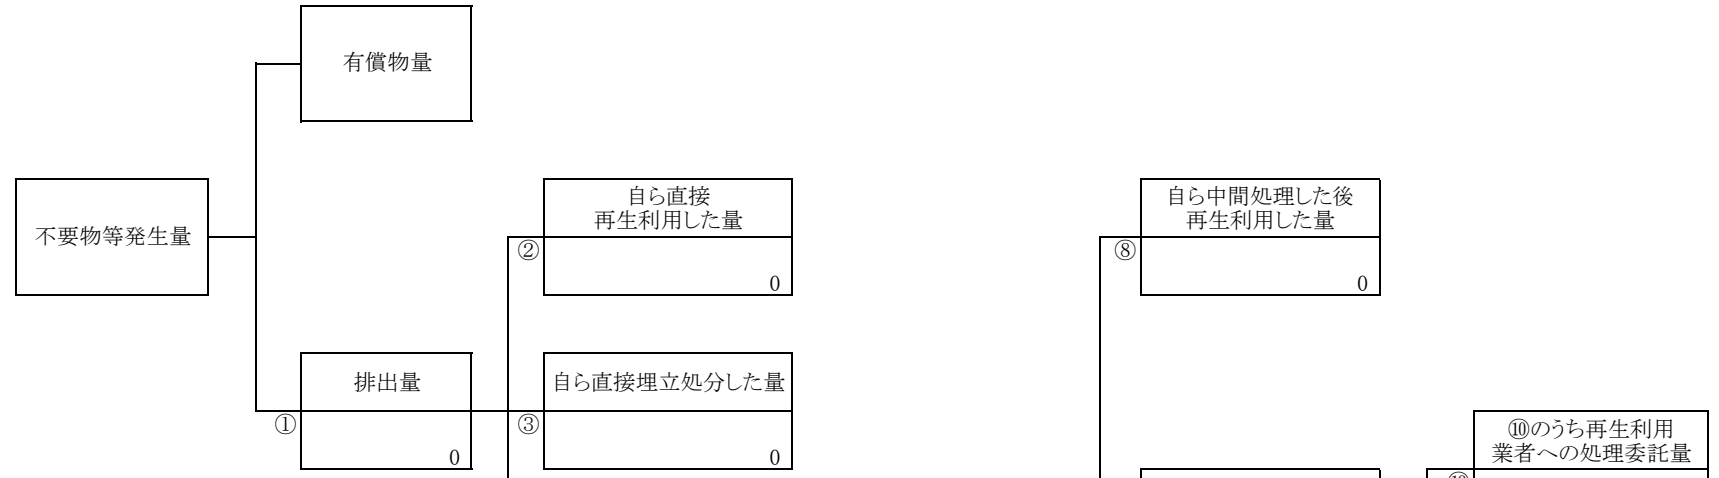 有償物量
不要物等発生量
自ら直接
再生利用した量
②
0
自ら中間処理した後
再生利用した量
⑧
0
排出量
①
0
自ら直接埋立処分した量
③
0
⑩のうち再生利用
業者への処理委託量